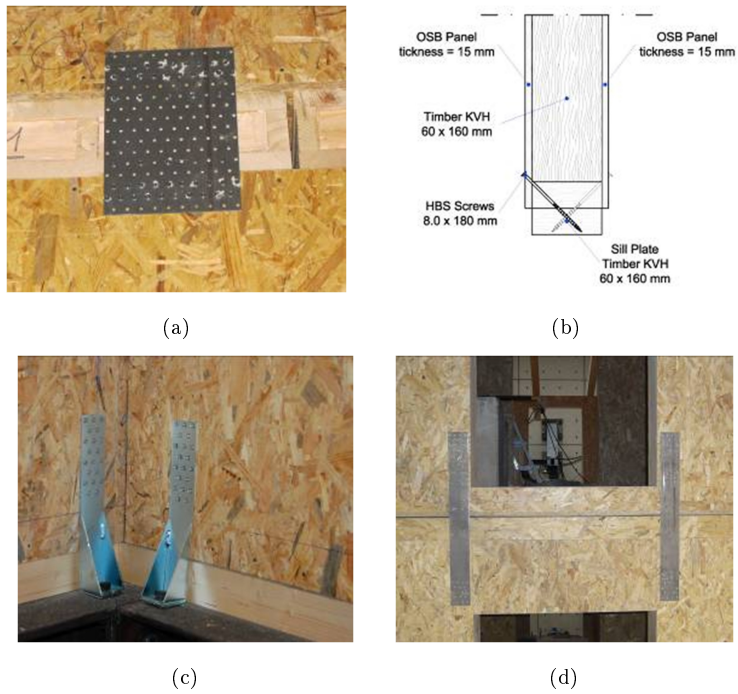 OSB Panel
tickness = 15 mm
OSB Panel
tickness = 15 mm
Timber KVH
60 x 160 mm
HBS Screws
8.0 x 180 mm
Sill Plate
Timber KVH
60 x 160 mm
1
(a)
(b)
(c)
(d)